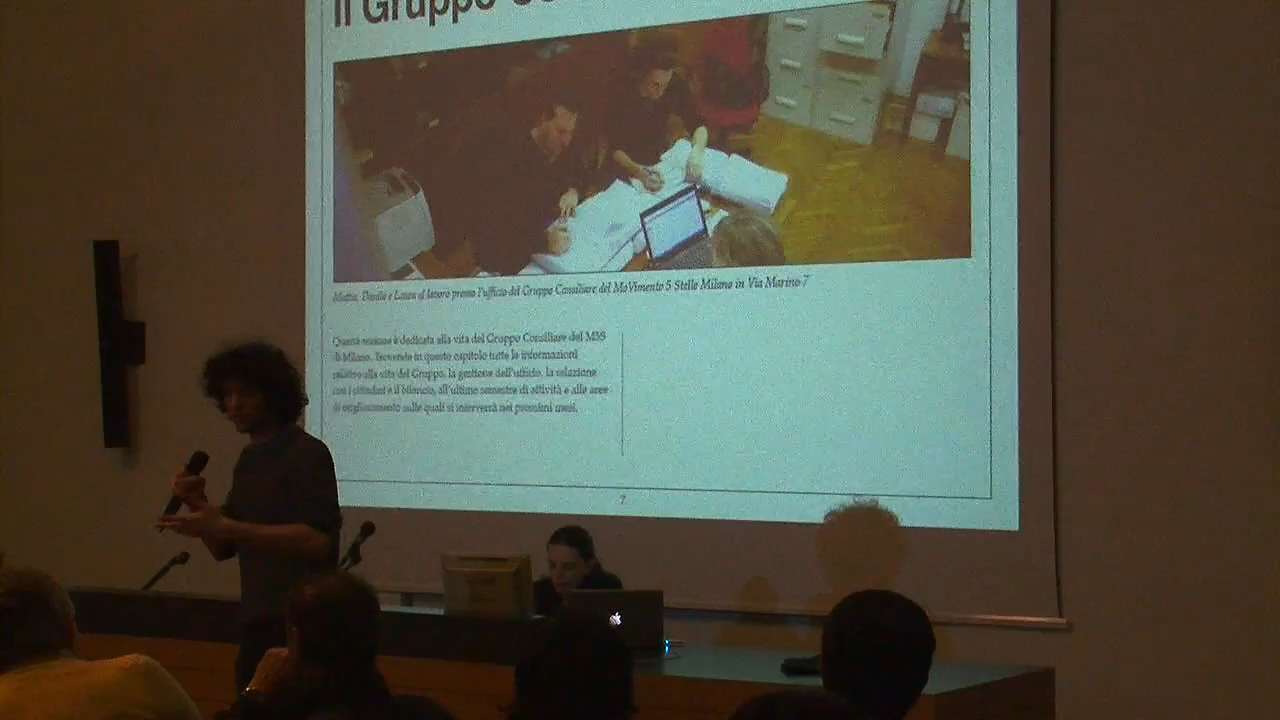 Il Gruppo Co
Mattia, Danilo e Laura al lavoro presso l'ufficio del Gruppo Consiliare del MoVimento 5 Stelle Milano in Via Marino 7
Questa sezione è dedicata alla vita del Gruppo Consiliare del M5S
di Milano. Troverete in questo capitolo tutte le informazioni
relative alla vita del Gruppo, la gestione dell'ufficio, la relazione
con i cittadini e il bilancio, all'ultimo semestre di attività e alle aree
di miglioramento sulle quali si interverrà nei prossimi mesi.
7